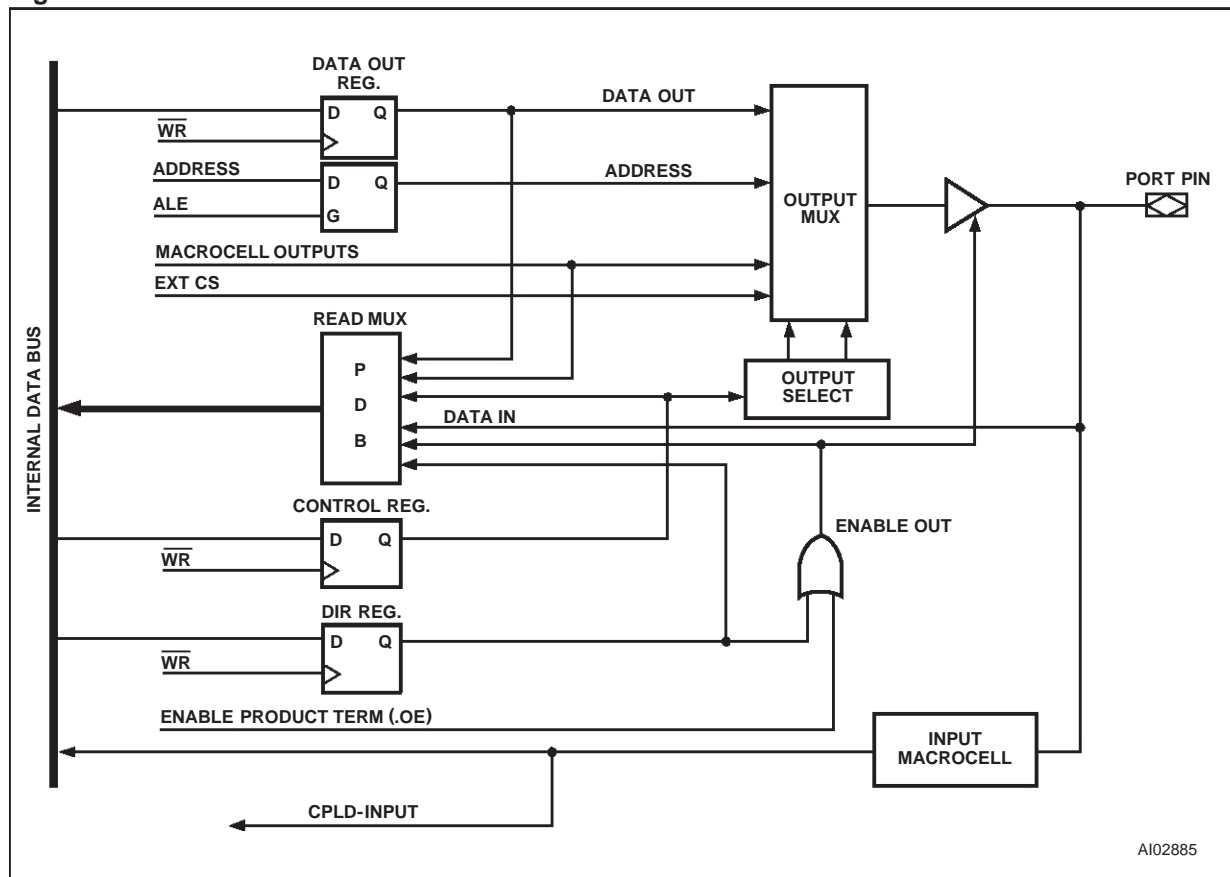 DATA OUT
REG.
D Q
DATA OUT
WR
ADDRESS
D Q
ADDRESS
ALE
G
OUTPUT
MUX
PORT PIN
MACROCELL OUTPUTS
EXT CS
READ MUX
P
D
B
OUTPUT
SELECT
DATA IN
INTERNAL DATA BUS
CONTROL REG.
D Q
WR
ENABLE OUT
DIR REG.
D Q
WR
ENABLE PRODUCT TERM (.OE)
INPUT
MACROCELL
CPLD-INPUT
AI02885